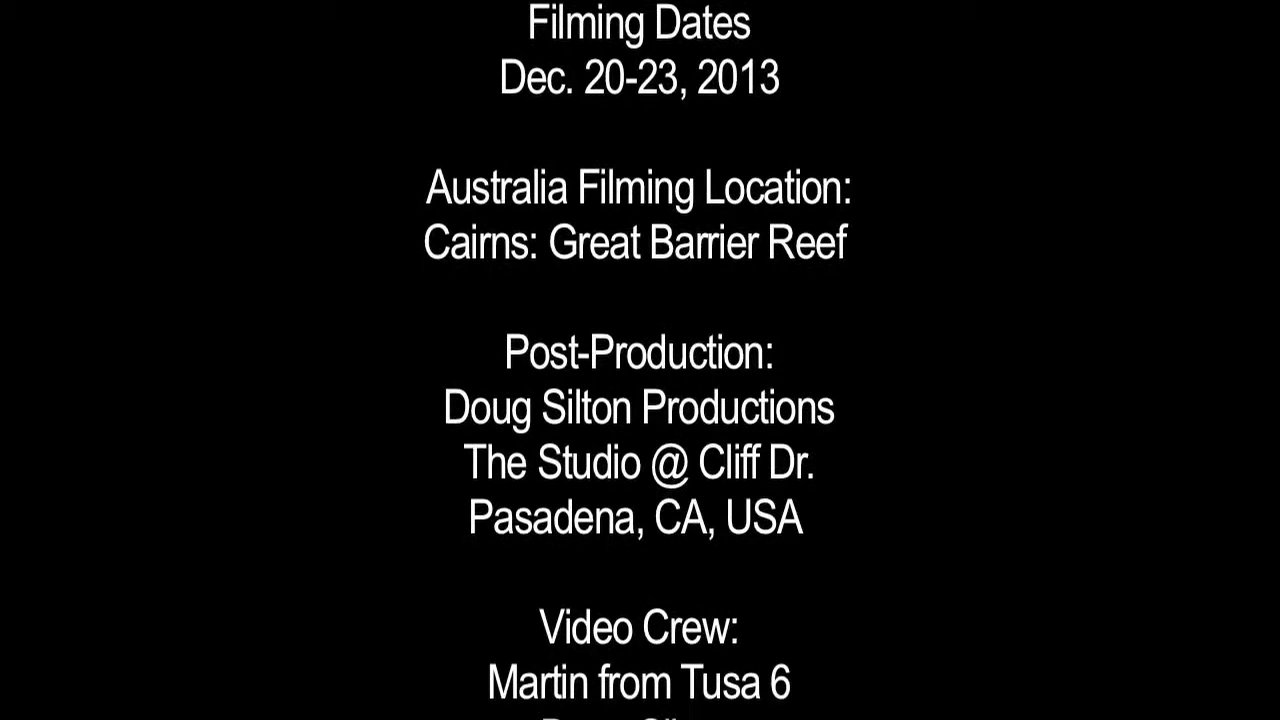 Filming Dates
Dec. 20-23, 2013
Australia Filming Location:
Cairns: Great Barrier Reef
Post-Production:
Doug Silton Productions
The Studio @ Cliff Dr.
Pasadena, CA, USA
Video Crew:
Martin from Tusa 6